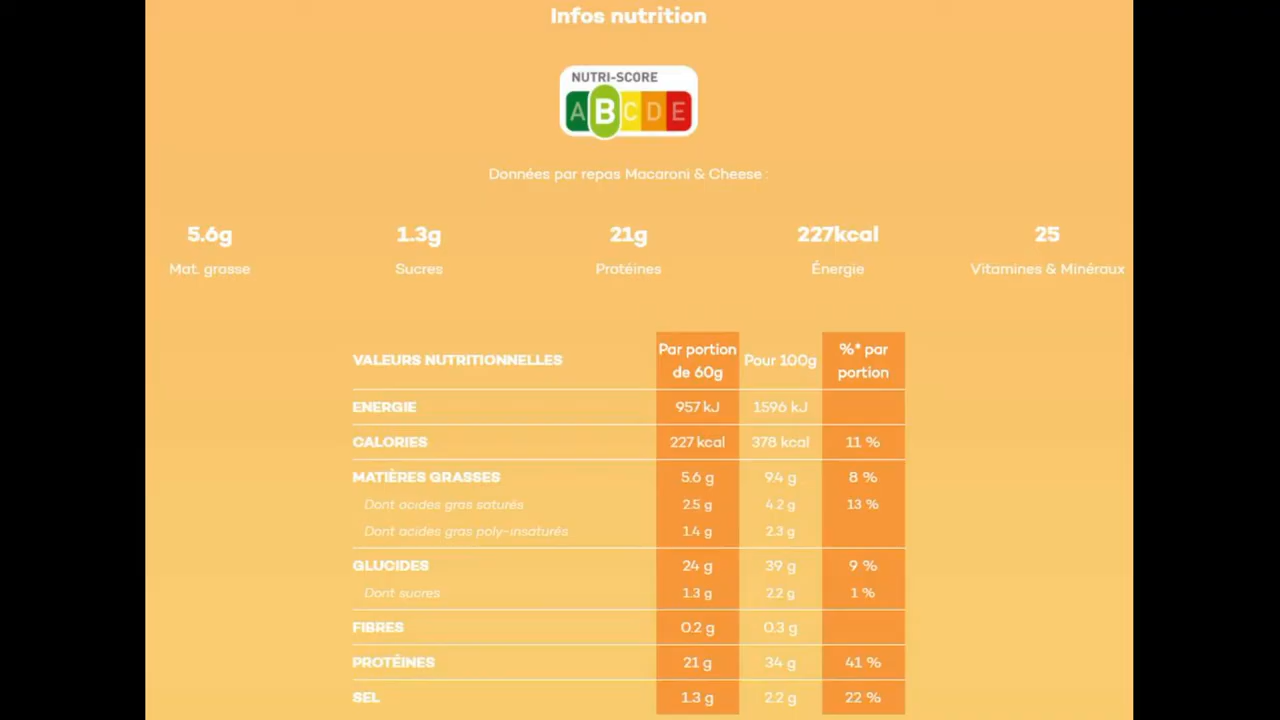 Infos nutrition
NUTRI-SCORE
A B C D E
Données par repas Macaroni & Cheese :
5.6g 1.3g 21g 227kcal 25
Mat. grasse Sucres Protéines Énergie Vitamines & Minéraux
VALEURS NUTRITIONNELLES Par portion de 60g Pour 100g %* par portion
ENERGIE 957 kJ 1596 kJ
CALORIES 227 kcal 378 kcal 11 %
MATIÈRES GRASSES 5.6 g 9.4 g 8 %
Dont acides gras saturés 2.5 g 4.2 g 13 %
Dont acides gras poly-insaturés 1.4 g 2.3 g
GLUCIDES 24 g 39 g 9 %
Dont sucres 1.3 g 2.2 g 1 %
FIBRES 0.2 g 0.3 g
PROTÉINES 21 g 34 g 41 %
SEL 1.3 g 2.2 g 22 %